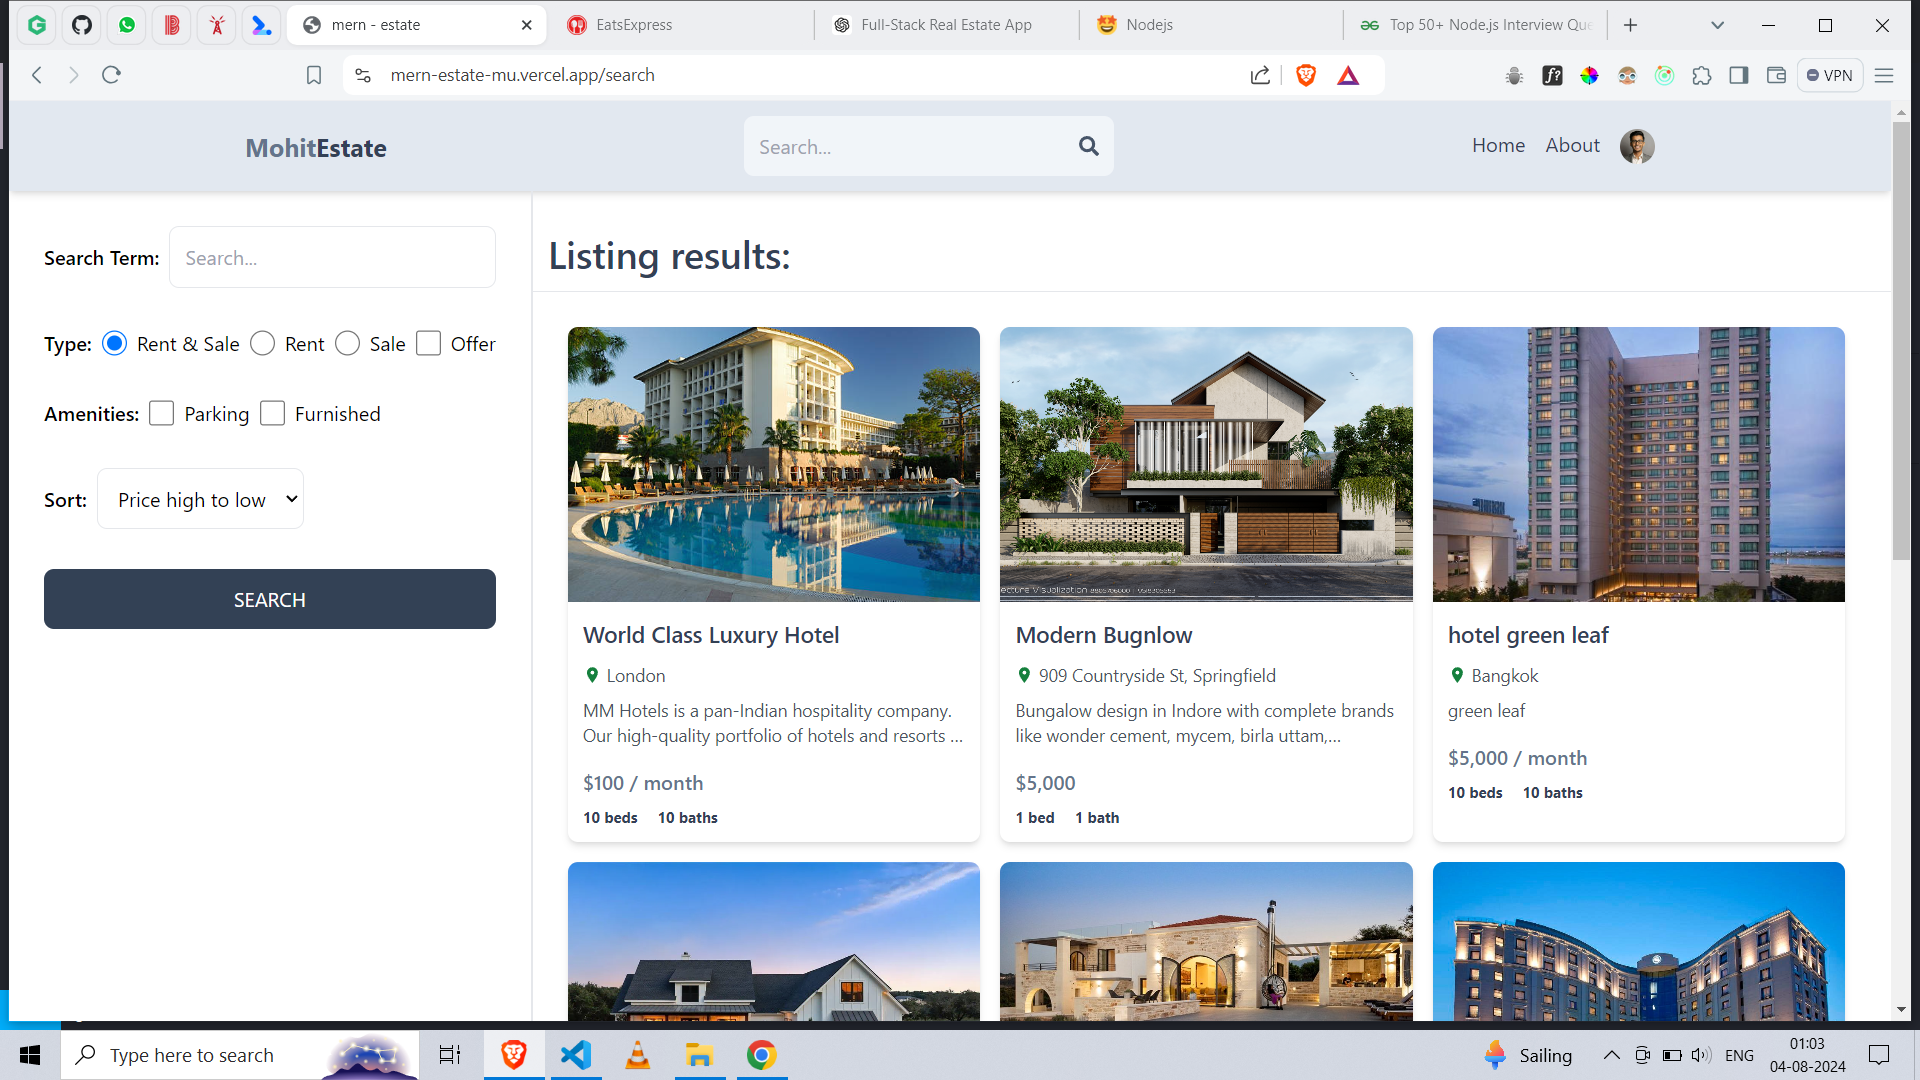 mern - estate
EatsExpress
Full-Stack Real Estate App
Nodejs
Top 50+ Node.js Interview Que
mern-estate-mu.vercel.app/search
VPN
MohitEstate
Search...
Home
About
Search Term:
Search...
Type:
Rent & Sale
Rent
Sale
Offer
Amenities:
Parking
Furnished
Sort:
Price high to low
SEARCH
Listing results:
World Class Luxury Hotel
London
MM Hotels is a pan-Indian hospitality company.
Our high-quality portfolio of hotels and resorts ...
$100 / month
10 beds 10 baths
ecture Visualization
Modern Bugnlow
909 Countryside St, Springfield
Bungalow design in Indore with complete brands
like wonder cement, mycem, birla uttam,...
$5,000
1 bed 1 bath
hotel green leaf
Bangkok
green leaf
$5,000 / month
10 beds 10 baths
Type here to search
Sailing
ENG
01:03
04-08-2024